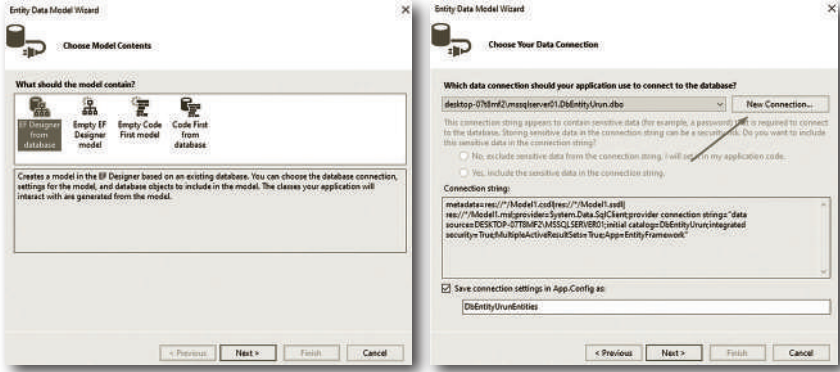 Entity Data Model Wizard
Choose Model Contents
What should the model contain?
EF Designer from database
Empty EF Designer model
Empty Code First model
Code First from database
Creates a model in the EF Designer based on an existing database. You can choose the database connection,
settings for the model, and database objects to include in the model. The classes your application will
interact with are generated from the model.
< Previous
Next >
Finish
Cancel
Entity Data Model Wizard
Choose Your Data Connection
Which data connection should your application use to connect to the database?
desktop-07t8mf2\mssqlserver01.DbEntityUrun.dbo
New Connection...
This connection string appears to contain sensitive data (for example, a password) that is required to connect
to the database. Storing sensitive data in the connection string can be a security risk. Do you want to include
this sensitive data in the connection string?
No, exclude sensitive data from the connection string. I will set it in my application code.
Yes, include the sensitive data in the connection string.
Connection string:
metadata=res://*/Model1.csdl|res://*/Model1.ssdl|
res://*/Model1.msl;provider=System.Data.SqlClient;provider connection string="data
source=DESKTOP-07T8MF2\MSSQLSERVER01;initial catalog=DbEntityUrun;integrated
security=True;MultipleActiveResultSets=True;App=EntityFramework"
Save connection settings in App.Config as:
DbEntityUrunEntities
< Previous
Next >
Finish
Cancel